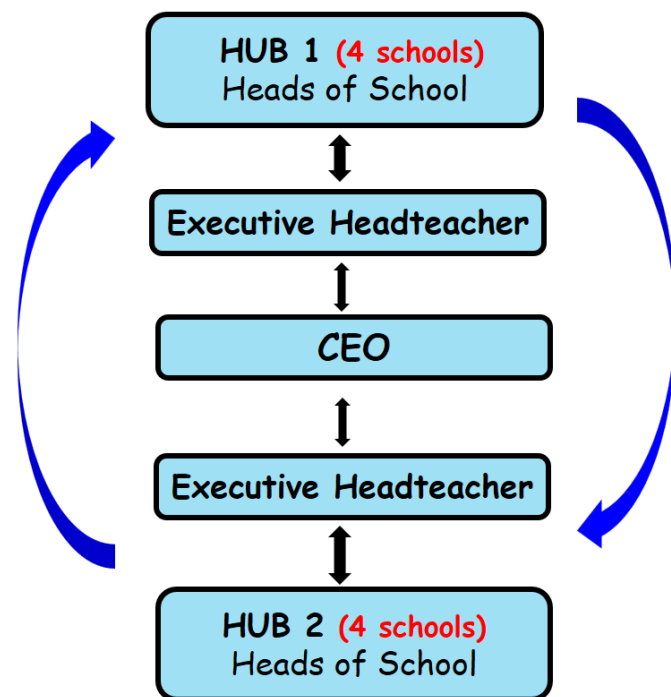 HUB 1 (4 schools)
Heads of School
Executive Headteacher
CEO
Executive Headteacher
HUB 2 (4 schools)
Heads of School